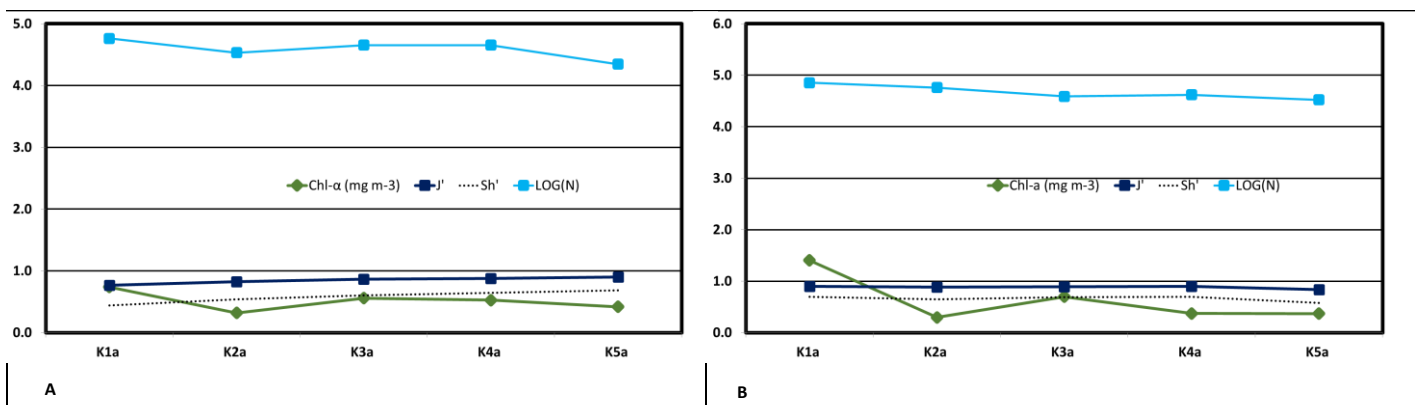 5.0
4.0
3.0
2.0
1.0
0.0
Chl-α (mg m-3) J' Sh' LOG(N)
K1a K2a K3a K4a K5a
A
6.0
5.0
4.0
3.0
2.0
1.0
0.0
Chl-a (mg m-3) J' Sh' LOG(N)
K1a K2a K3a K4a K5a
B